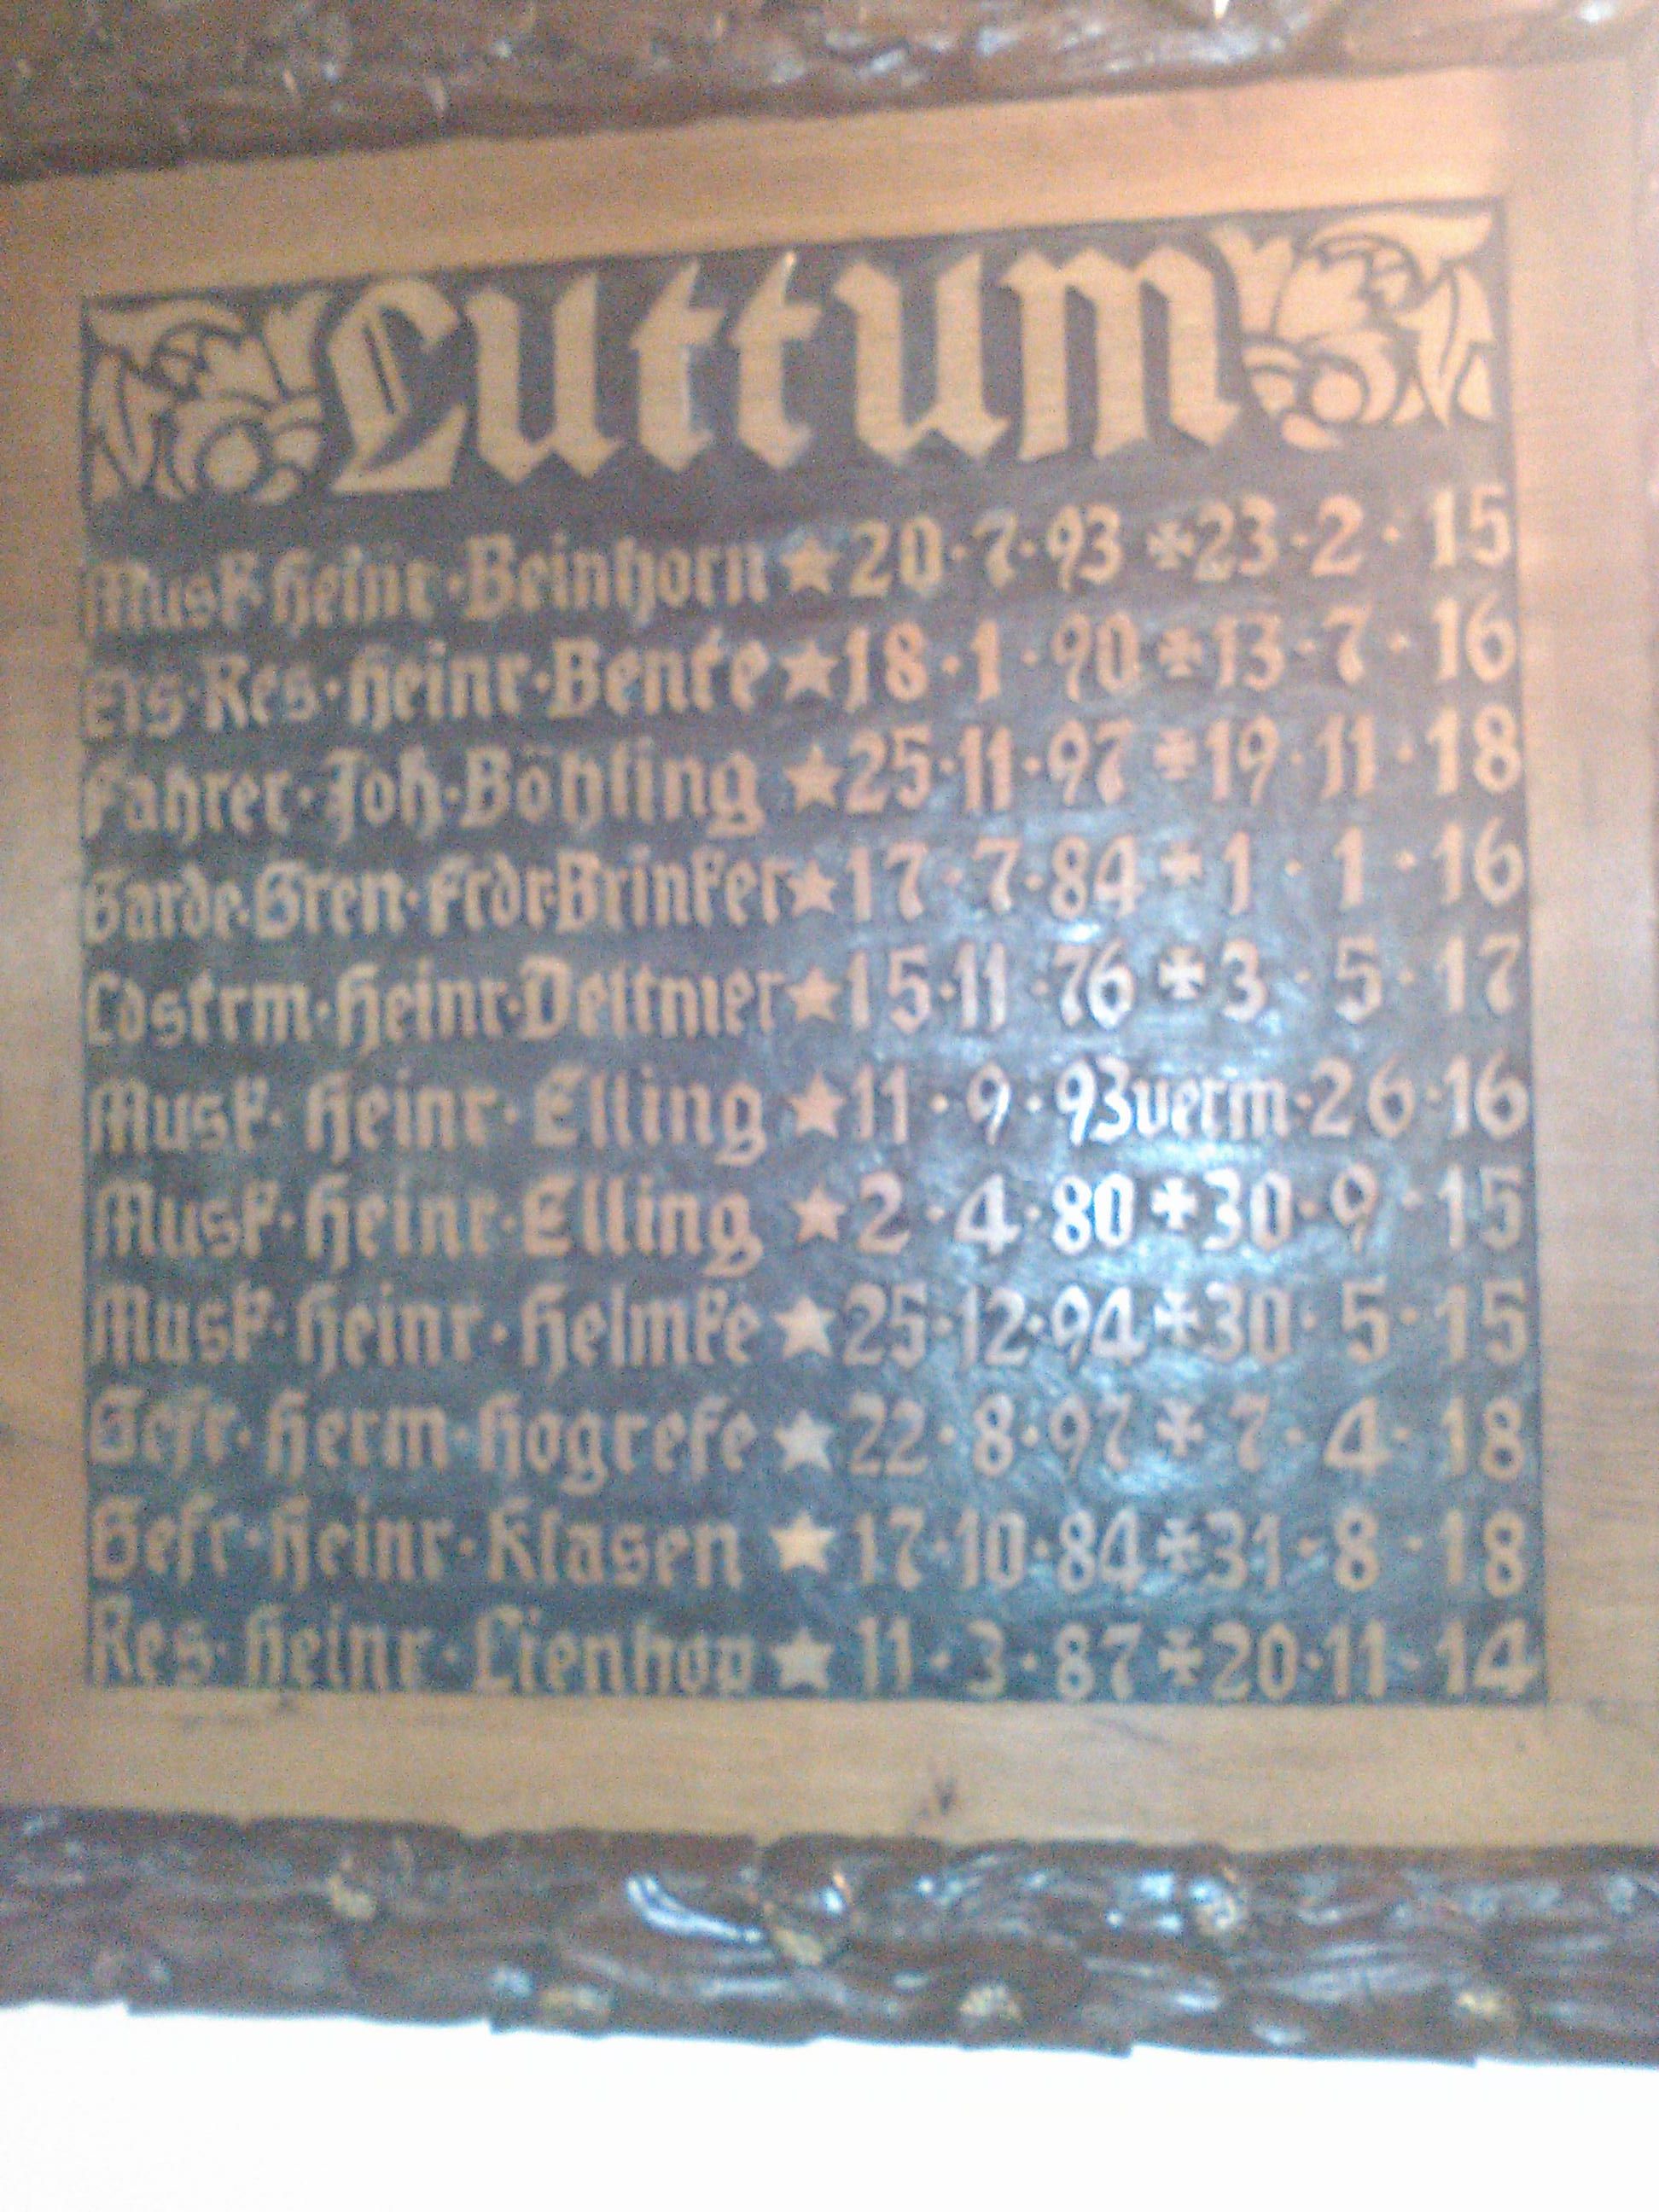 Luttum
Musk Heinr · Beinhorn ★ 20 · 7 · 93 ✠ 23 · 2 · 15
Ers · Res · Heinr · Benke ★ 18 · 1 · 90 ✠ 13 · 7 · 16
Fahrer · Joh · Böhling ★ 25 · 11 · 97 ✠ 19 · 11 · 18
Garde · Gren · Frdr · Brinker ★ 17 · 7 · 84 ✠ 1 · 1 · 16
Ldstrm · Heinr · Dettmer ★ 15 · 11 · 76 ✠ 3 · 5 · 17
Musk · Heinr · Elling ★ 11 · 9 · 93 verm · 26 · 16
Musk · Heinr · Elling ★ 2 · 4 · 80 ✠ 30 · 9 · 15
Musk · Heinr · Helmke ★ 25 · 12 · 94 ✠ 30 · 5 · 15
Gefr · Herm · Hogrefe ★ 22 · 8 · 97 ✠ 7 · 4 · 18
Gefr · Heinr · Klasen ★ 17 · 10 · 84 ✠ 31 · 8 · 18
Res · Heinr · Lienhop ★ 11 · 3 · 87 ✠ 20 · 11 · 14